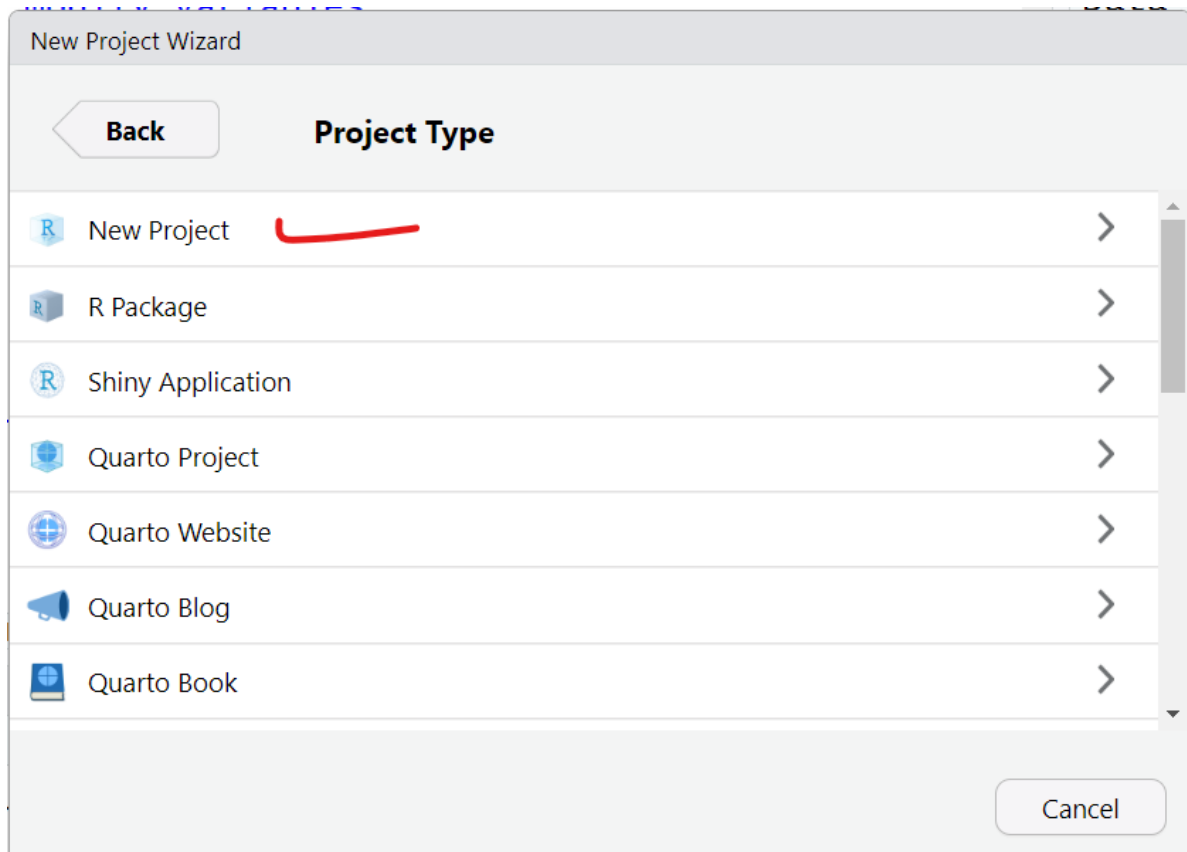 New Project Wizard
Back
Project Type
New Project
R Package
Shiny Application
Quarto Project
Quarto Website
Quarto Blog
Quarto Book
Cancel